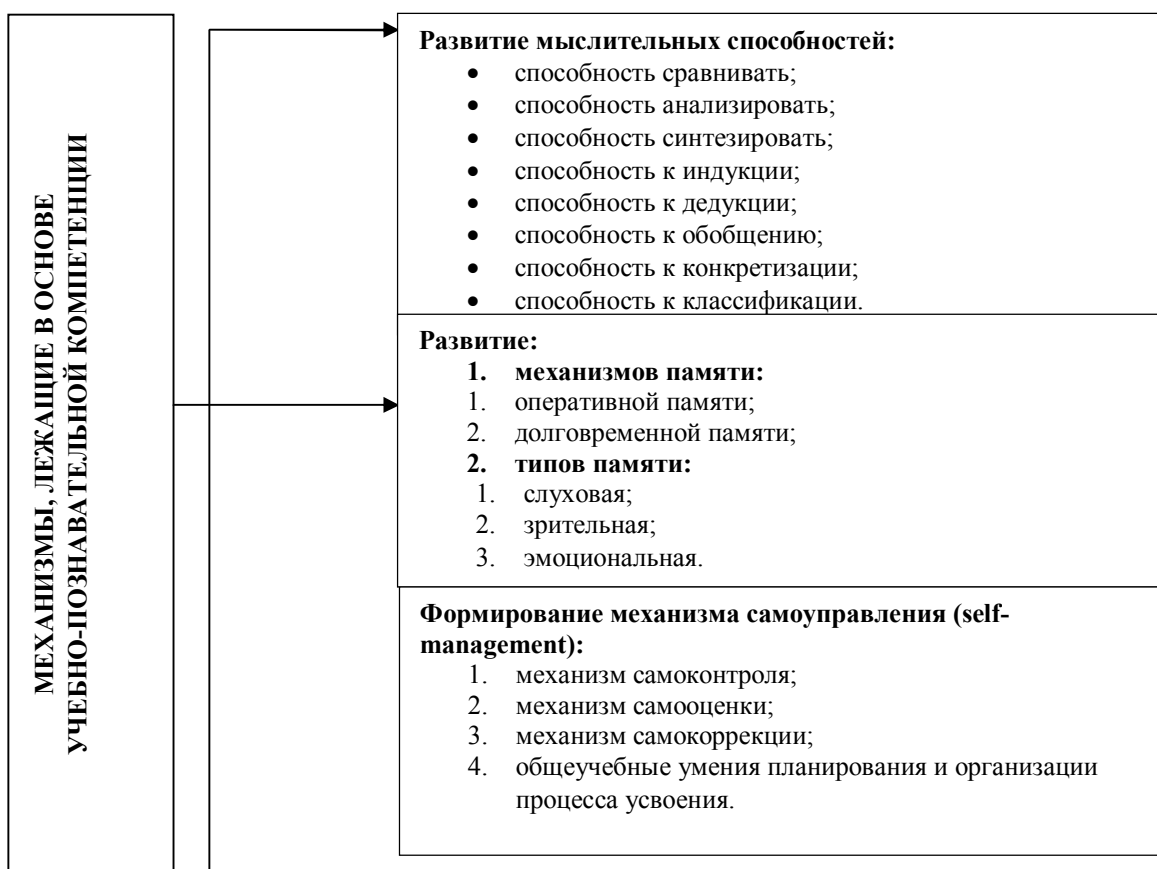 МЕХАНИЗМЫ, ЛЕЖАЩИЕ В ОСНОВЕ
УЧЕБНО-ПОЗНАВАТЕЛЬНОЙ КОМПЕТЕНЦИИ
Развитие мыслительных способностей:
• способность сравнивать;
• способность анализировать;
• способность синтезировать;
• способность к индукции;
• способность к дедукции;
• способность к обобщению;
• способность к конкретизации;
• способность к классификации.
Развитие:
1. механизмов памяти:
1. оперативной памяти;
2. долговременной памяти;
2. типов памяти:
1. слуховая;
2. зрительная;
3. эмоциональная.
Формирование механизма самоуправления (self-
management):
1. механизм самоконтроля;
2. механизм самооценки;
3. механизм самокоррекции;
4. общеучебные умения планирования и организации
процесса усвоения.